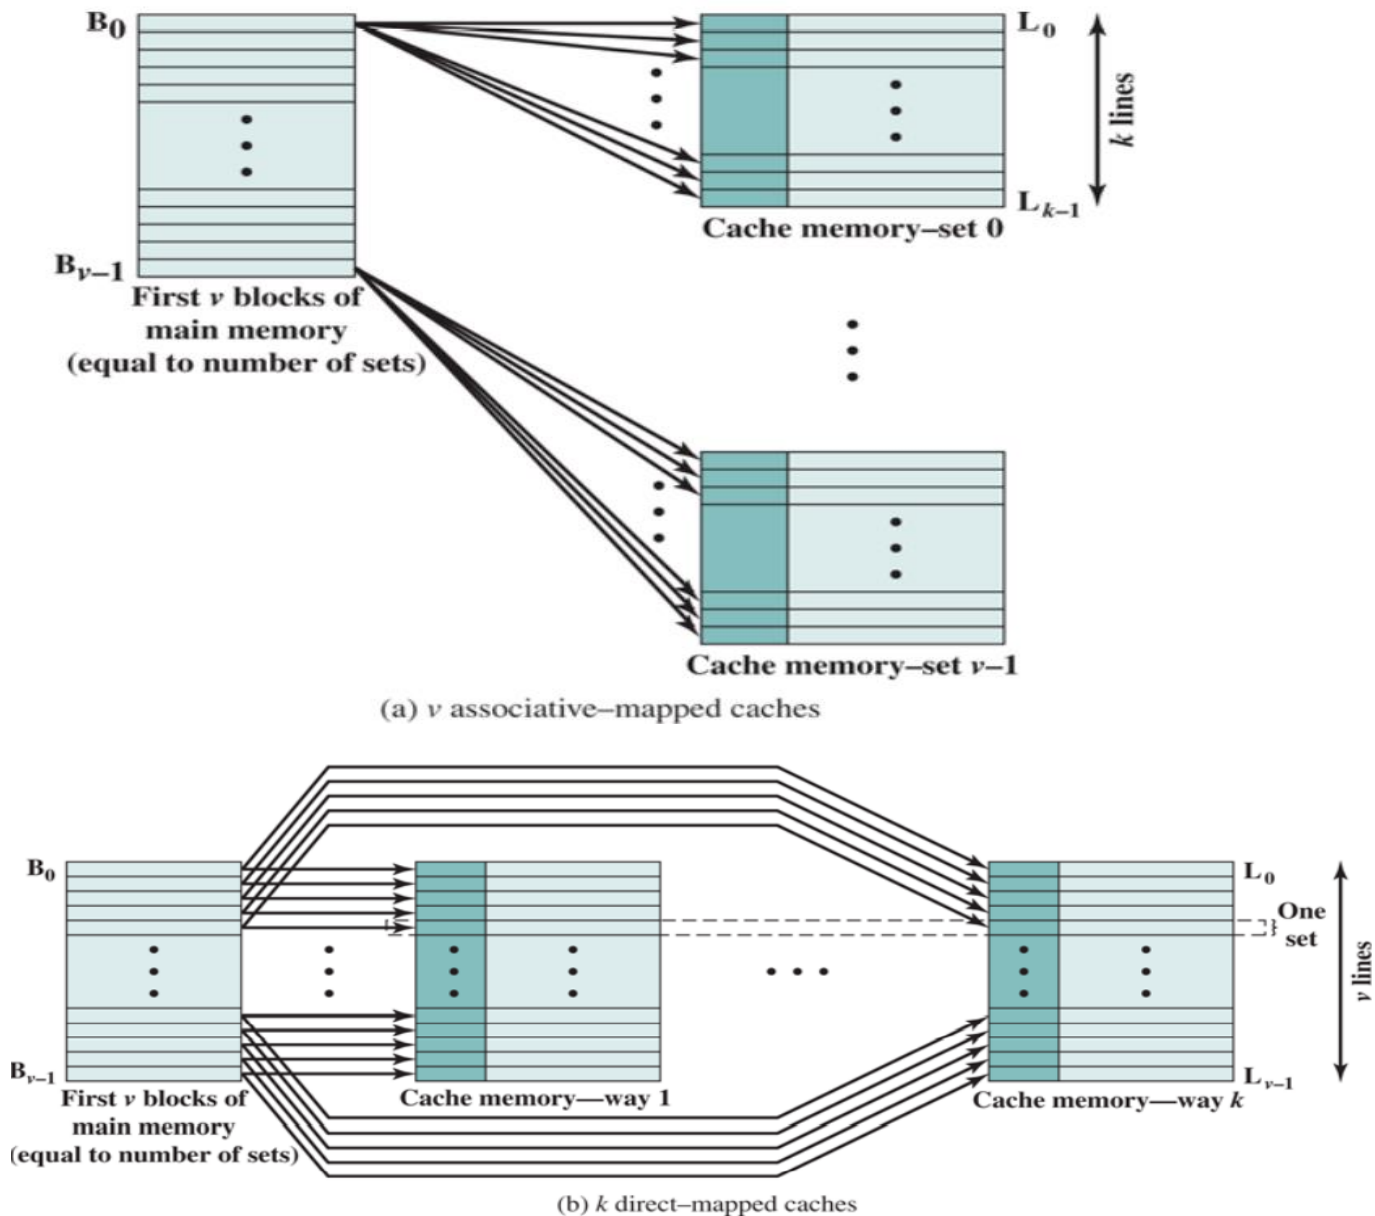 B0
L0
k lines
Lk–1
Cache memory–set 0
Bv–1
First v blocks of
main memory
(equal to number of sets)
Cache memory–set v–1
(a) v associative–mapped caches
B0
L0
One
set
v lines
Bv–1
Lv–1
First v blocks of
main memory
(equal to number of sets)
Cache memory—way 1
Cache memory—way k
(b) k direct–mapped caches